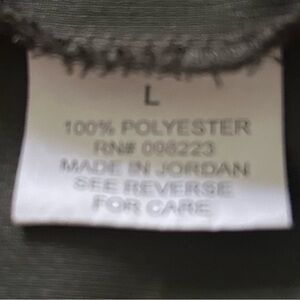 L
100% POLYESTER
RN# 098223
MADE IN JORDAN
SEE REVERSE
FOR CARE